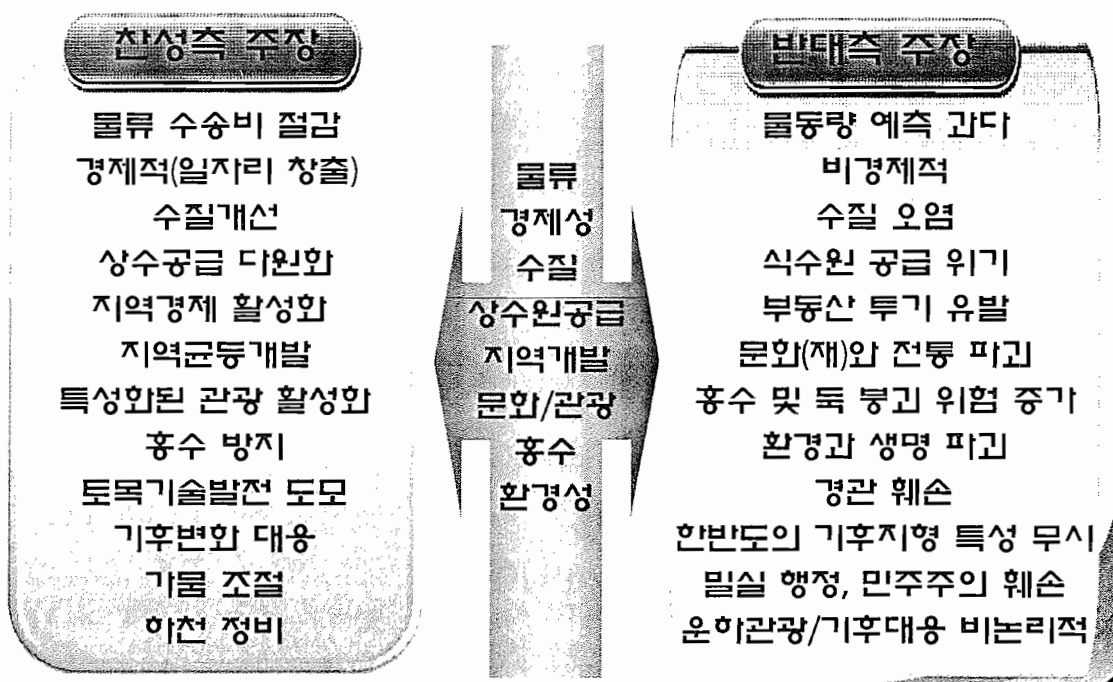 찬성측 주장
물류 수송비 절감
경제적(일자리 창출)
수질개선
상수공급 다원화
지역경제 활성화
지역균등개발
특성화된 관광 활성화
홍수 방지
토목기술발전 도모
기후변화 대응
가뭄 조절
하천 정비
물류
경제성
수질
상수원공급
지역개발
문화/관광
홍수
환경성
반대측 주장
물동량 예측 과다
비경제적
수질 오염
식수원 공급 위기
부동산 투기 유발
문화(재)와 전통 파괴
홍수 및 둑 붕괴 위험 증가
환경과 생명 파괴
경관 훼손
한반도의 기후지형 특성 무시
밀실 행정, 민주주의 훼손
운하관광/기후대응 비논리적